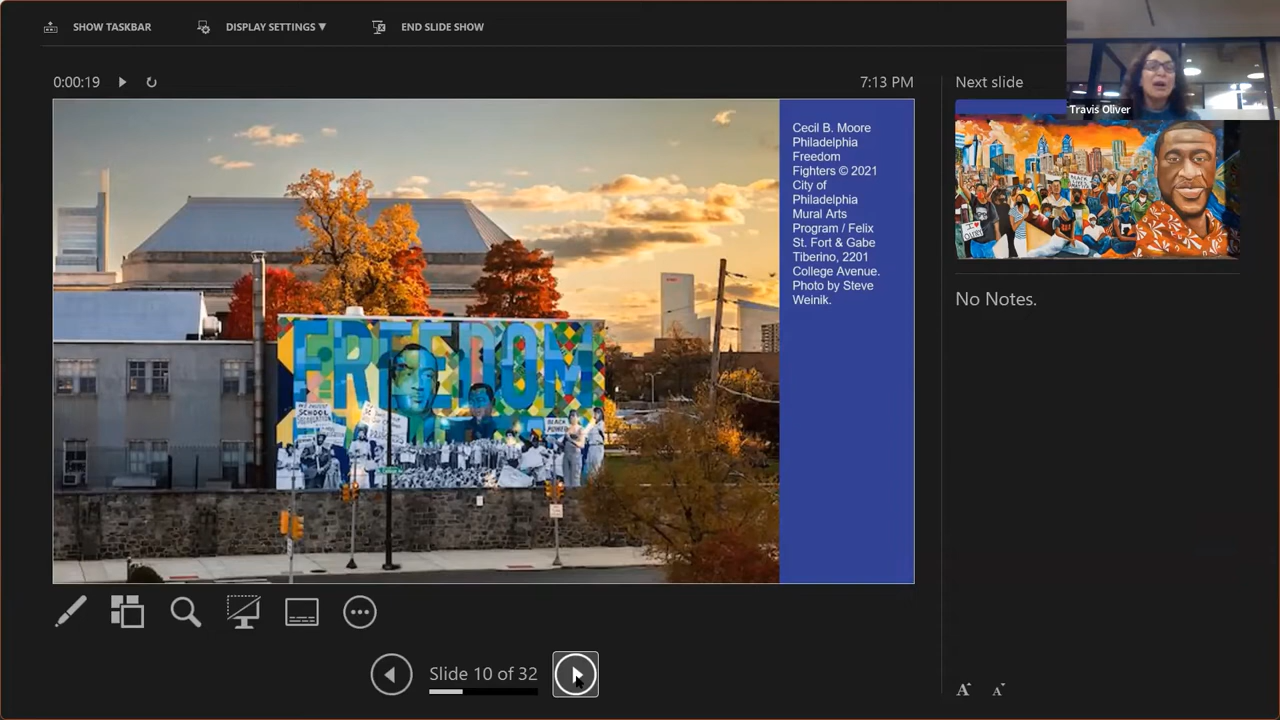 SHOW TASKBAR
DISPLAY SETTINGS ▼
END SLIDE SHOW
0:00:19
7:13 PM
Next slide
Travis Oliver
Cecil B. Moore
Philadelphia
Freedom
Fighters © 2021
City of
Philadelphia
Mural Arts
Program / Felix
St. Fort & Gabe
Tiberino, 2201
College Avenue.
Photo by Steve
Weinik.
FREEDOM
SCHOOL
BLACK
POWER
BLACK
LIVES
No Notes.
Slide 10 of 32
A
A